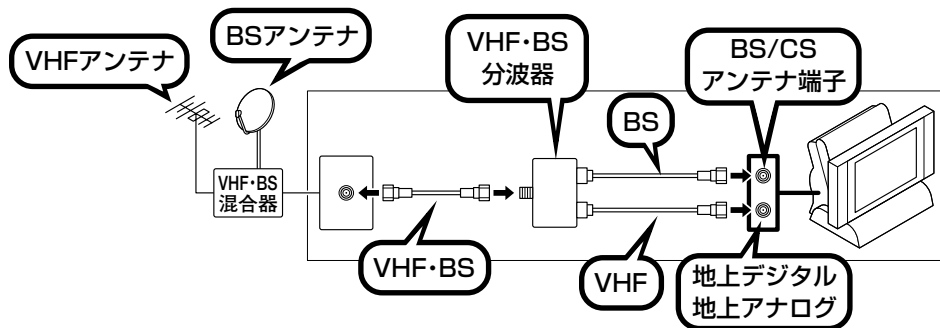 VHFアンテナ
BSアンテナ
VHF・BS
分波器
BS/CS
アンテナ端子
BS
VHF・BS
混合器
VHF・BS
VHF
地上デジタル
地上アナログ